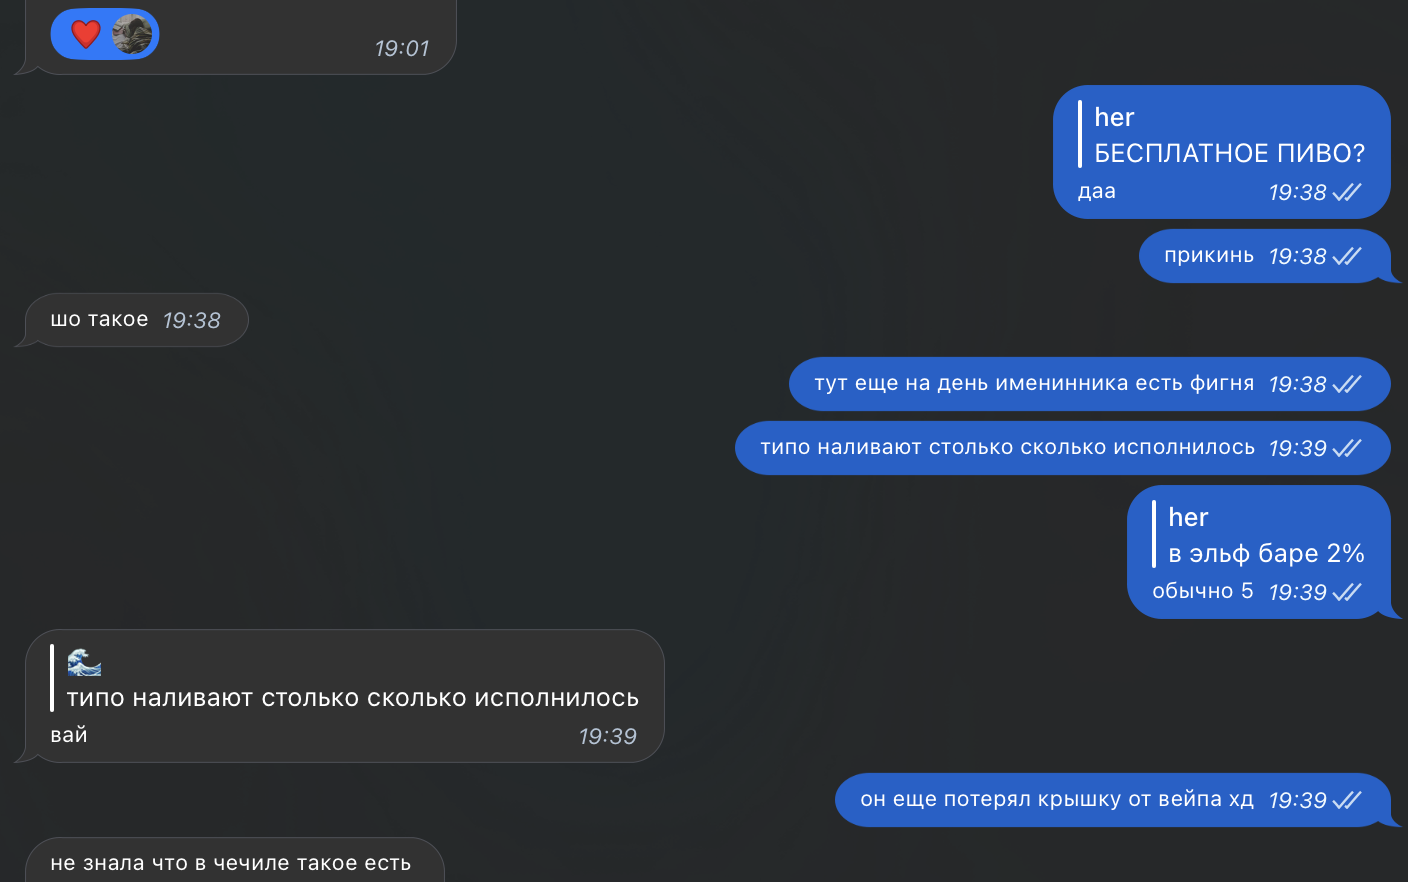 19:01
her
БЕСПЛАТНОЕ ПИВО?
даа 19:38
прикинь 19:38
шо такое 19:38
тут еще на день именинника есть фигня 19:38
типо наливают столько сколько исполнилось 19:39
her
в эльф баре 2%
обычно 5 19:39
типо наливают столько сколько исполнилось
вай 19:39
он еще потерял крышку от вейпа хд 19:39
не знала что в чечиле такое есть